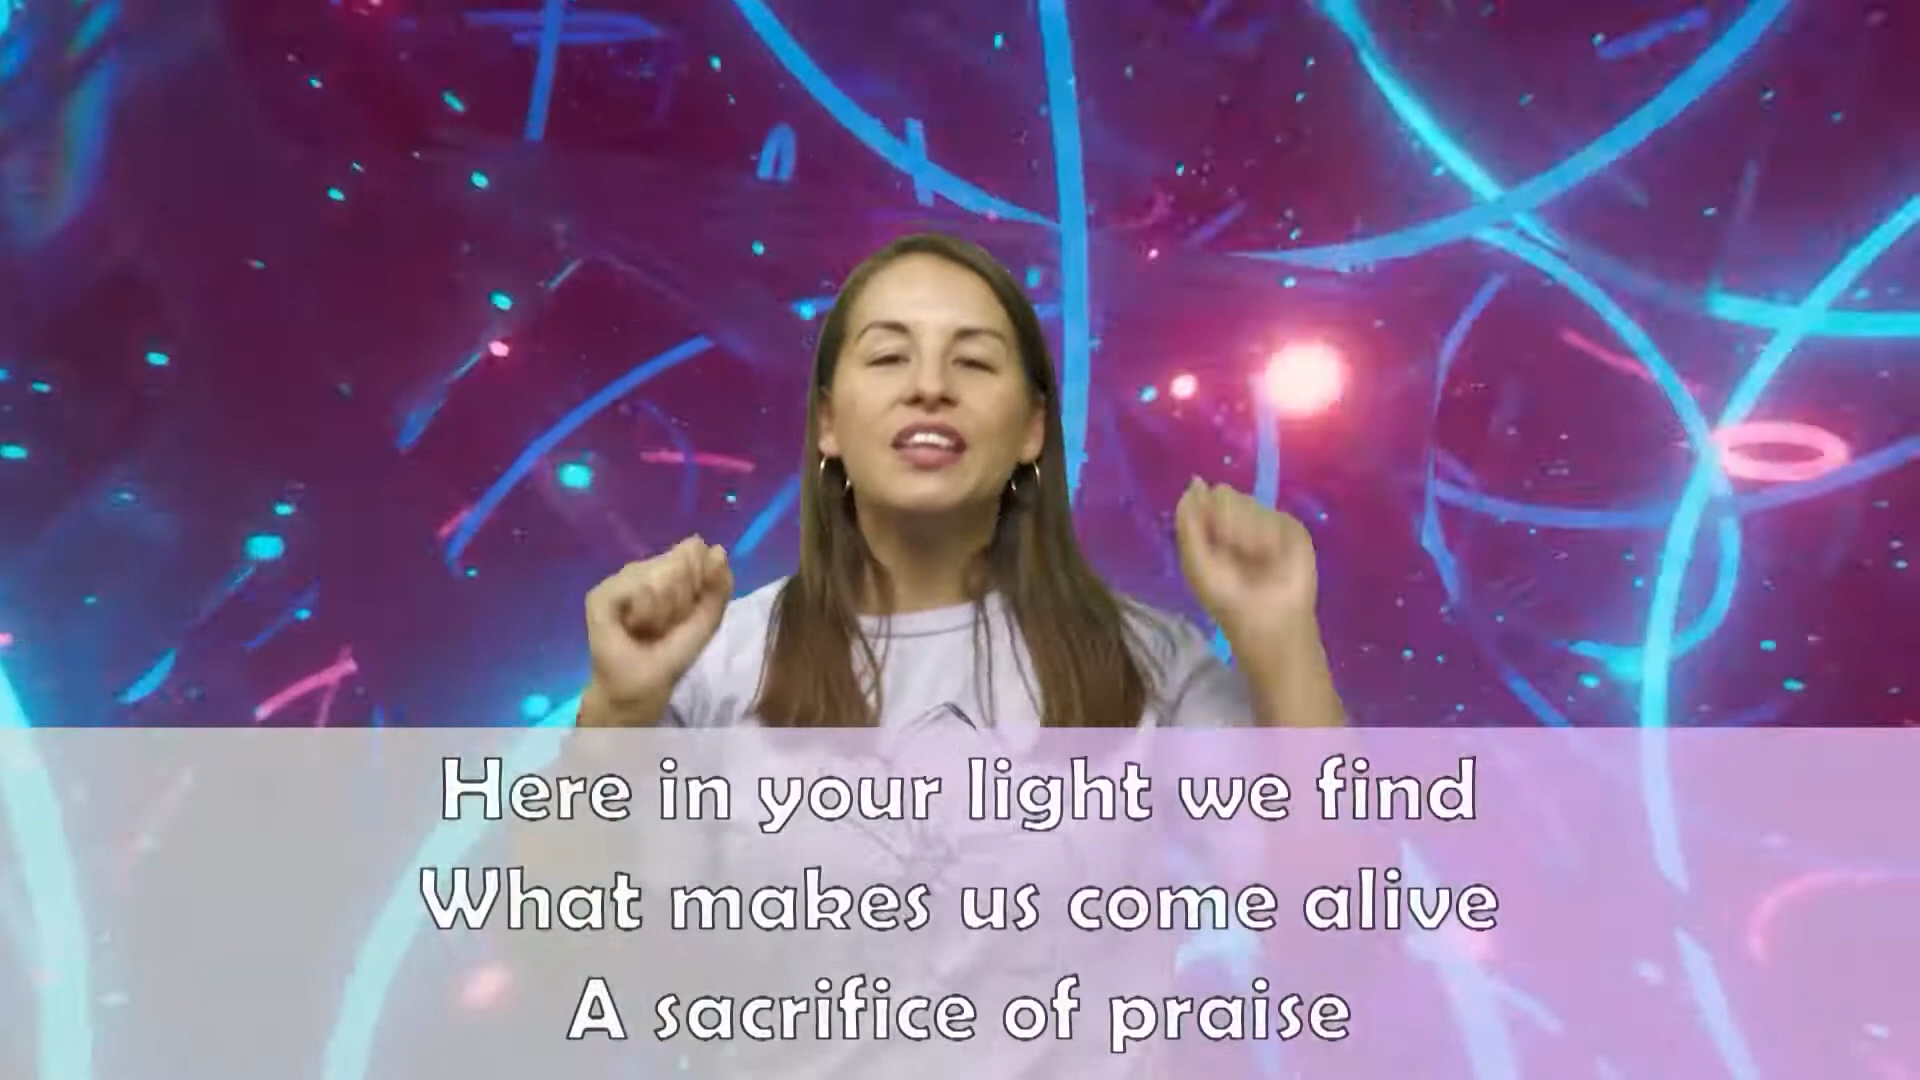 Here in your light we find
What makes us come alive
A sacrifice of praise